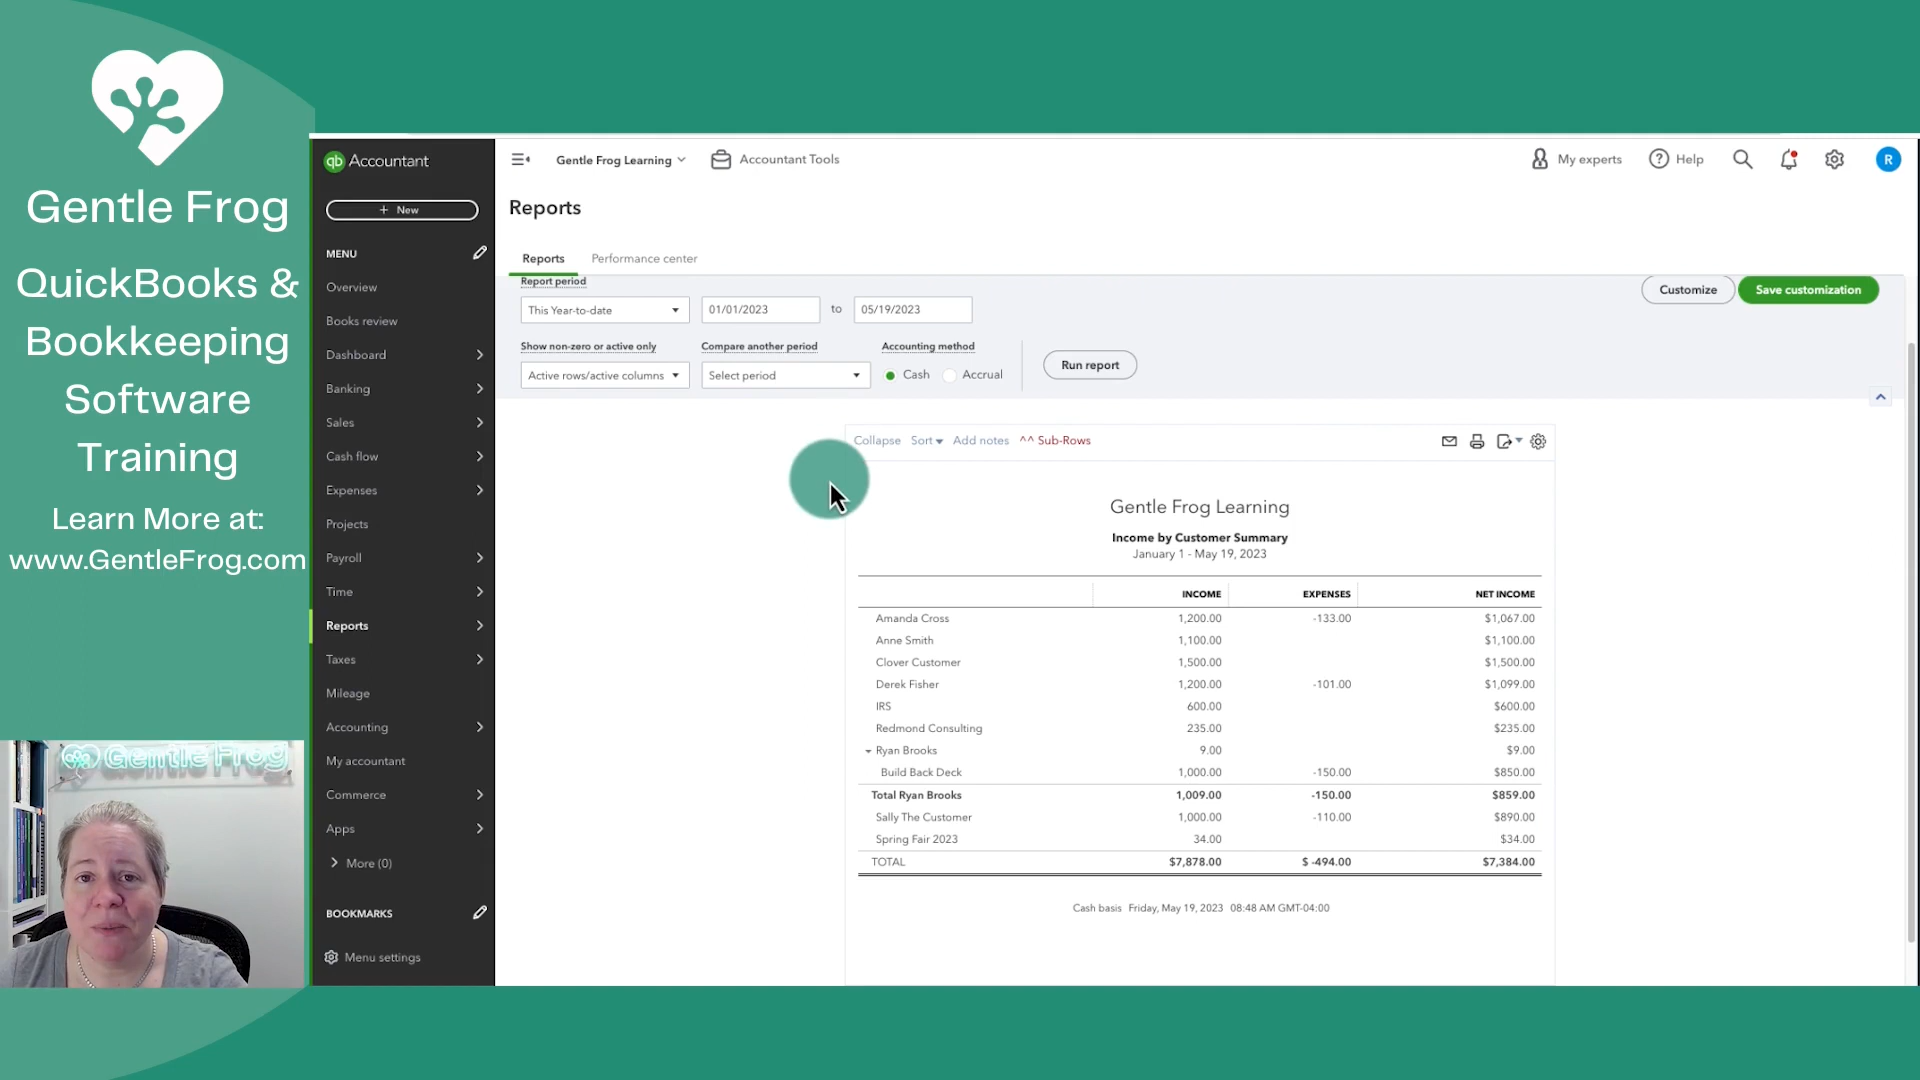 Gentle Frog
QuickBooks &
Bookkeeping
Software
Training
Learn More at:
www.GentleFrog.com
Gentle Frog
qb Accountant
+ New
MENU
Overview
Books review
Dashboard
Banking
Sales
Cash flow
Expenses
Projects
Payroll
Time
Reports
Taxes
Mileage
Accounting
My accountant
Commerce
Apps
More (0)
BOOKMARKS
Menu settings
Gentle Frog Learning
Accountant Tools
My experts
? Help
R
Reports
Reports
Performance center
Report period
This Year-to-date
01/01/2023
to
05/19/2023
Customize
Save customization
Show non-zero or active only
Compare another period
Accounting method
Active rows/active columns
Select period
Cash
Accrual
Run report
Collapse Sort Add notes ^^ Sub-Rows
Gentle Frog Learning
Income by Customer Summary
January 1 - May 19, 2023
INCOME EXPENSES NET INCOME
Amanda Cross 1,200.00 -133.00 $1,067.00
Anne Smith 1,100.00 $1,100.00
Clover Customer 1,500.00 $1,500.00
Derek Fisher 1,200.00 -101.00 $1,099.00
IRS 600.00 $600.00
Redmond Consulting 235.00 $235.00
Ryan Brooks 9.00 $9.00
Build Back Deck 1,000.00 -150.00 $850.00
Total Ryan Brooks 1,009.00 -150.00 $859.00
Sally The Customer 1,000.00 -110.00 $890.00
Spring Fair 2023 34.00 $34.00
TOTAL $7,878.00 $ -494.00 $7,384.00
Cash basis Friday, May 19, 2023 08:48 AM GMT-04:00